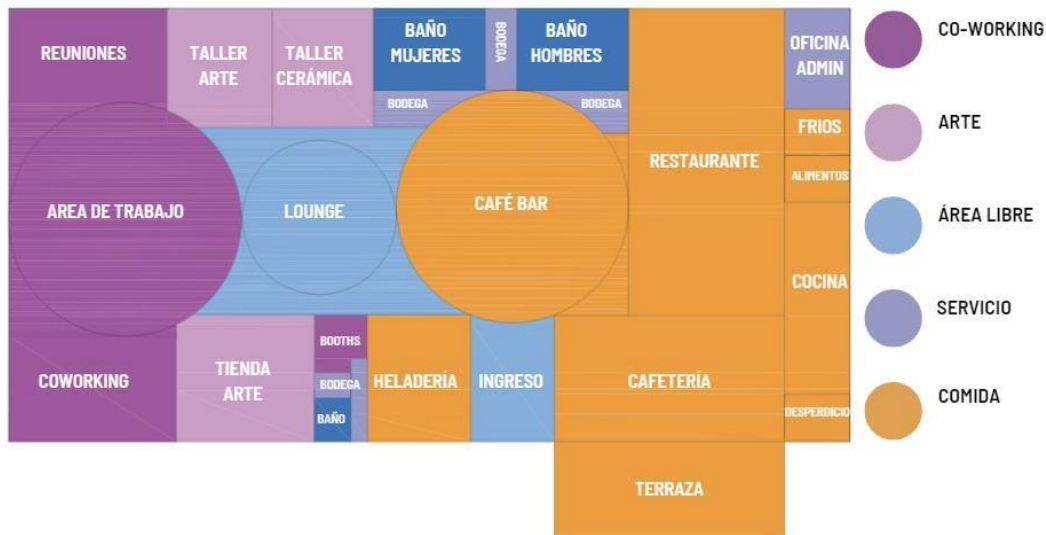 REUNIONES
TALLER
ARTE
TALLER
CERÁMICA
BAÑO
MUJERES
BODEGA
BAÑO
HOMBRES
OFICINA
ADMIN
BODEGA
BODEGA
FRIOS
RESTAURANTE
ALIMENTOS
AREA DE TRABAJO
LOUNGE
CAFÉ BAR
COCINA
BOOTHS
COWORKING
TIENDA
ARTE
BODEGA
HELADERÍA
INGRESO
CAFETERÍA
BAÑO
DESPERDICIO
TERRAZA
CO-WORKING
ARTE
ÁREA LIBRE
SERVICIO
COMIDA